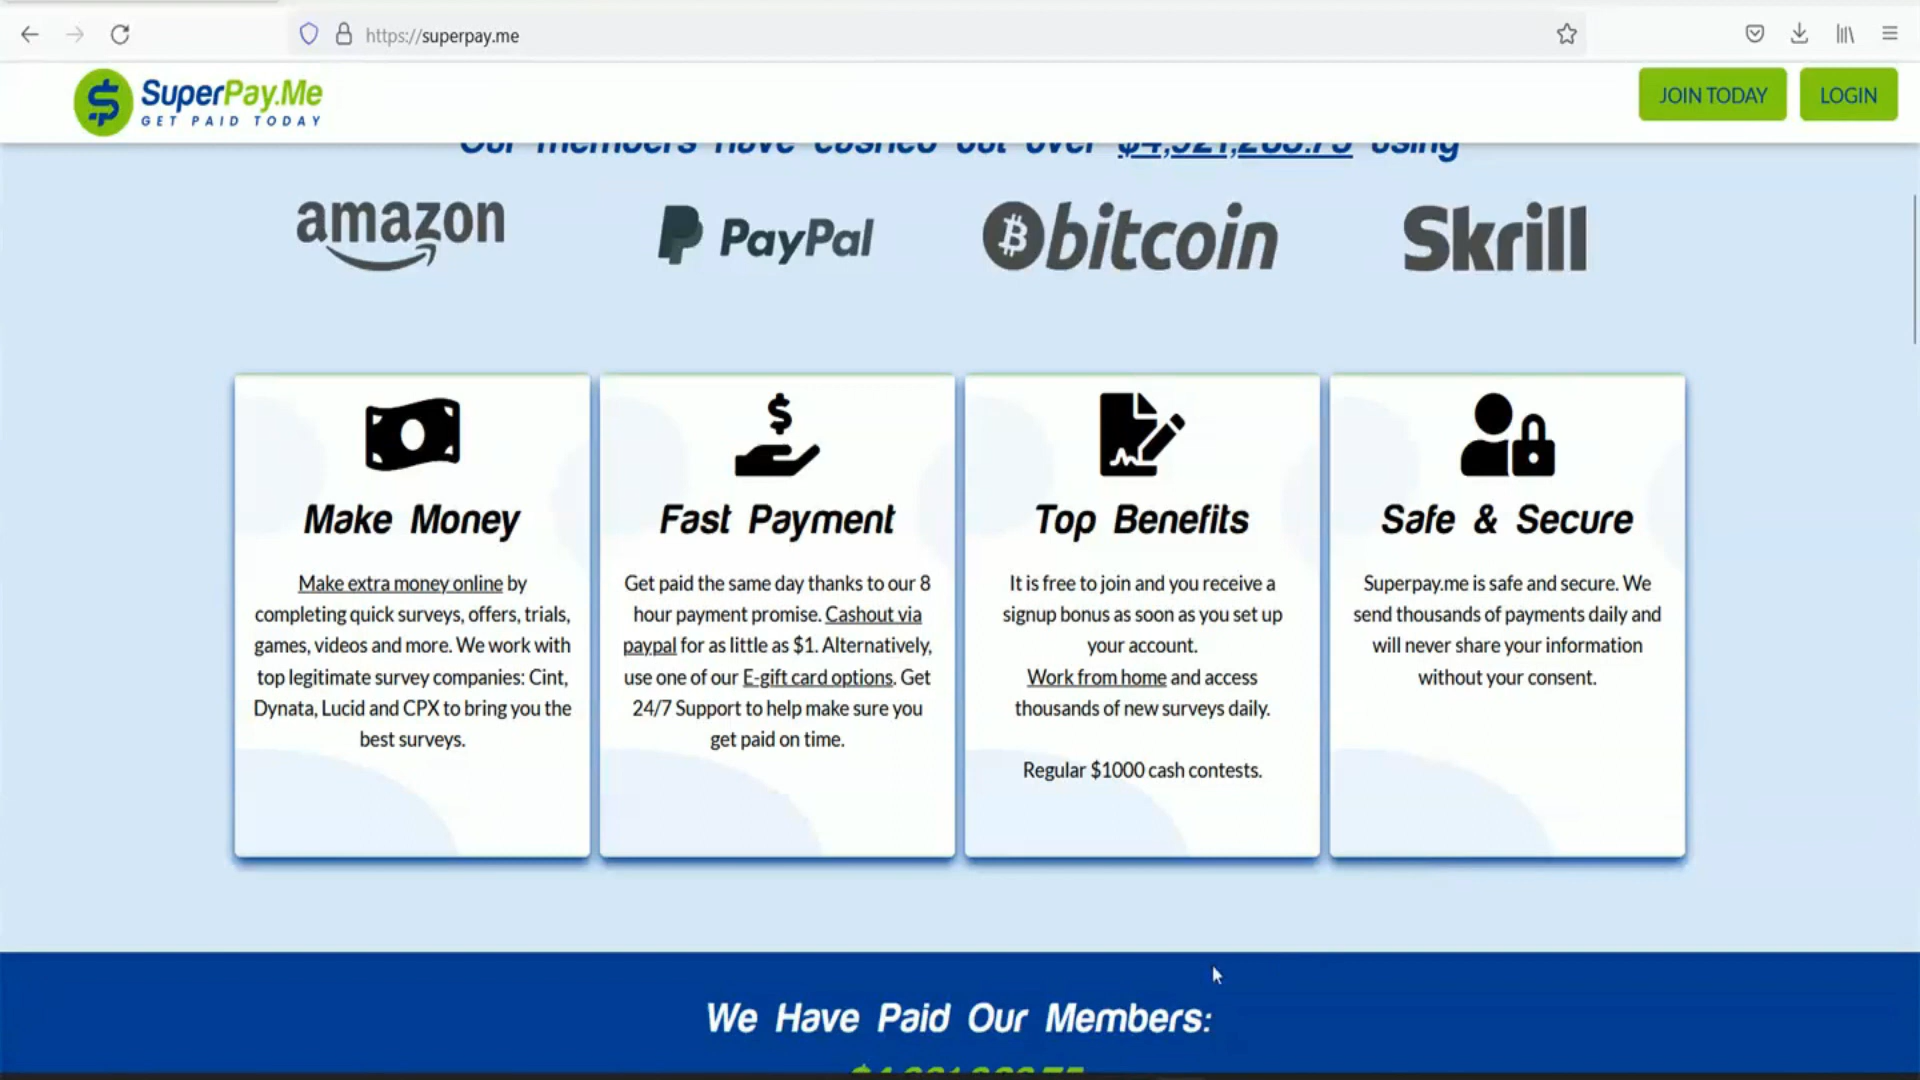 https://superpay.me
SuperPay.Me
GET PAID TODAY
JOIN TODAY
LOGIN
Our members have cashed out over using
amazon
PayPal
bitcoin
Skrill
Make Money
Make extra money online by
completing quick surveys, offers, trials,
games, videos and more. We work with
top legitimate survey companies: Cint,
Dynata, Lucid and CPX to bring you the
best surveys.
Fast Payment
Get paid the same day thanks to our 8
hour payment promise. Cashout via
paypal for as little as $1. Alternatively,
use one of our E-gift card options. Get
24/7 Support to help make sure you
get paid on time.
Top Benefits
It is free to join and you receive a
signup bonus as soon as you set up
your account.
Work from home and access
thousands of new surveys daily.
Regular $1000 cash contests.
Safe & Secure
Superpay.me is safe and secure. We
send thousands of payments daily and
will never share your information
without your consent.
We Have Paid Our Members: